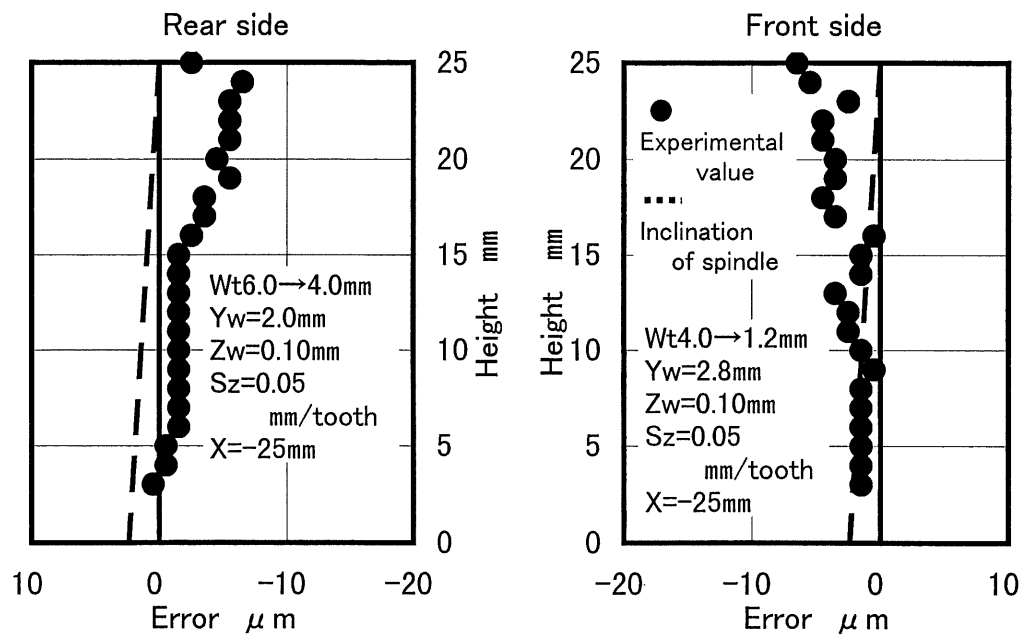 Rear side
25
20
15
10
5
0
Height mm
Wt6.0→4.0mm
Yw=2.0mm
Zw=0.10mm
Sz=0.05
mm/tooth
X=-25mm
10 0 -10 -20
Error μm
Front side
25
20
15
10
5
0
Height mm
Experimental
value
Inclination
of spindle
Wt4.0→1.2mm
Yw=2.8mm
Zw=0.10mm
Sz=0.05
mm/tooth
X=-25mm
-20 -10 0 10
Error μm